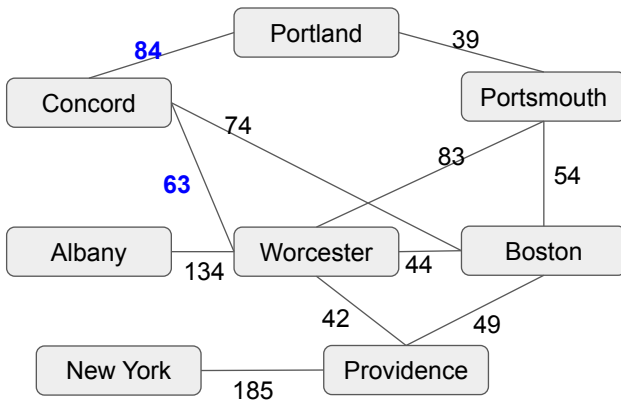 Portland
84
39
Concord
Portsmouth
74
83
63
54
Albany
Worcester
Boston
134
44
42
49
New York
Providence
185